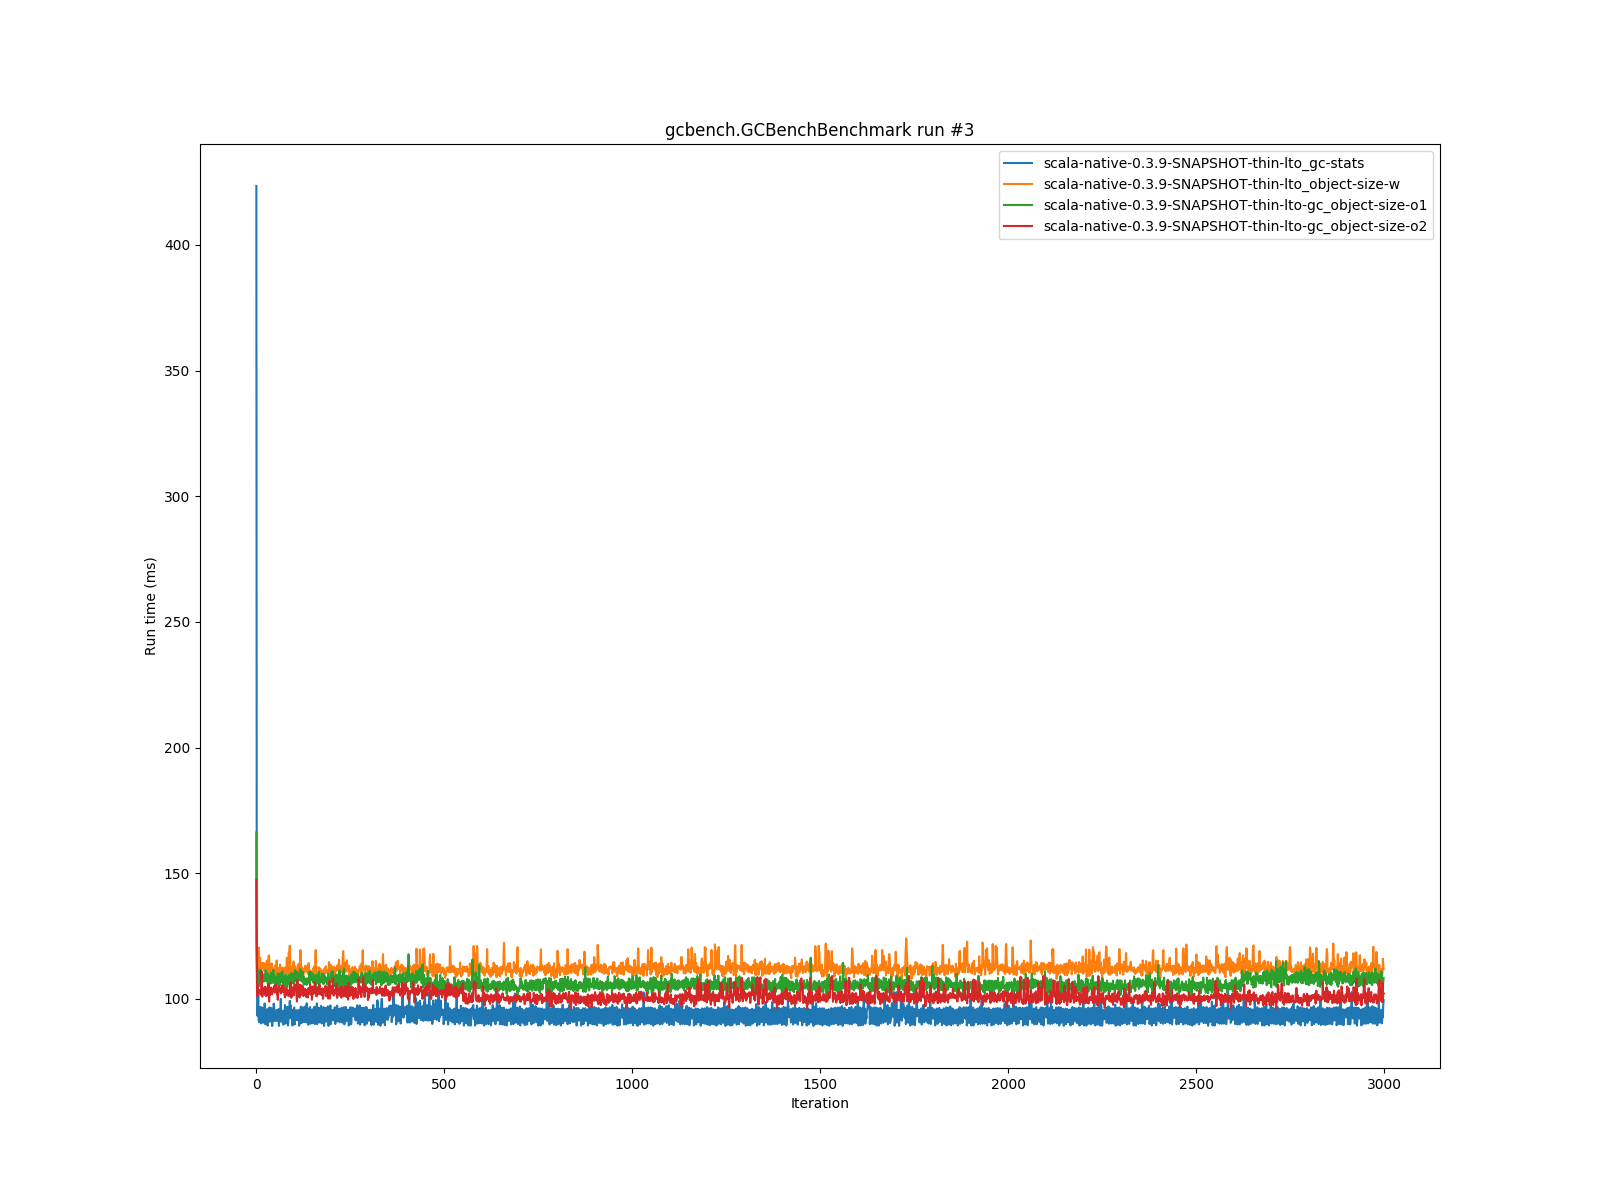 gcbench.GCBenchBenchmark run #3
scala-native-0.3.9-SNAPSHOT-thin-lto_gc-stats
scala-native-0.3.9-SNAPSHOT-thin-lto_object-size-w
scala-native-0.3.9-SNAPSHOT-thin-lto-gc_object-size-o1
scala-native-0.3.9-SNAPSHOT-thin-lto-gc_object-size-o2
400
350
300
250
200
150
100
Run time (ms)
0 500 1000 1500 2000 2500 3000
Iteration